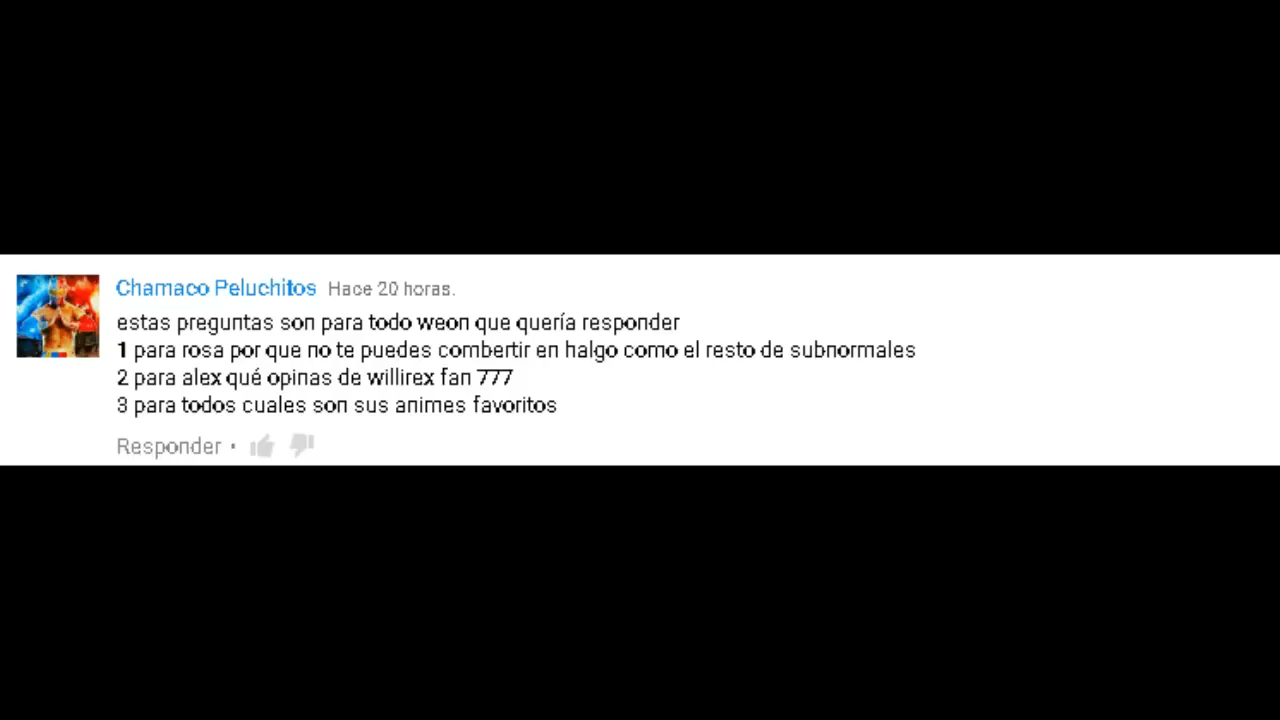 Chamaco Peluchitos Hace 20 horas.
estas preguntas son para todo weon que quería responder
1 para rosa por que no te puedes combertir en halgo como el resto de subnormales
2 para alex qué opinas de willirex fan 777
3 para todos cuales son sus animes favoritos
Responder •